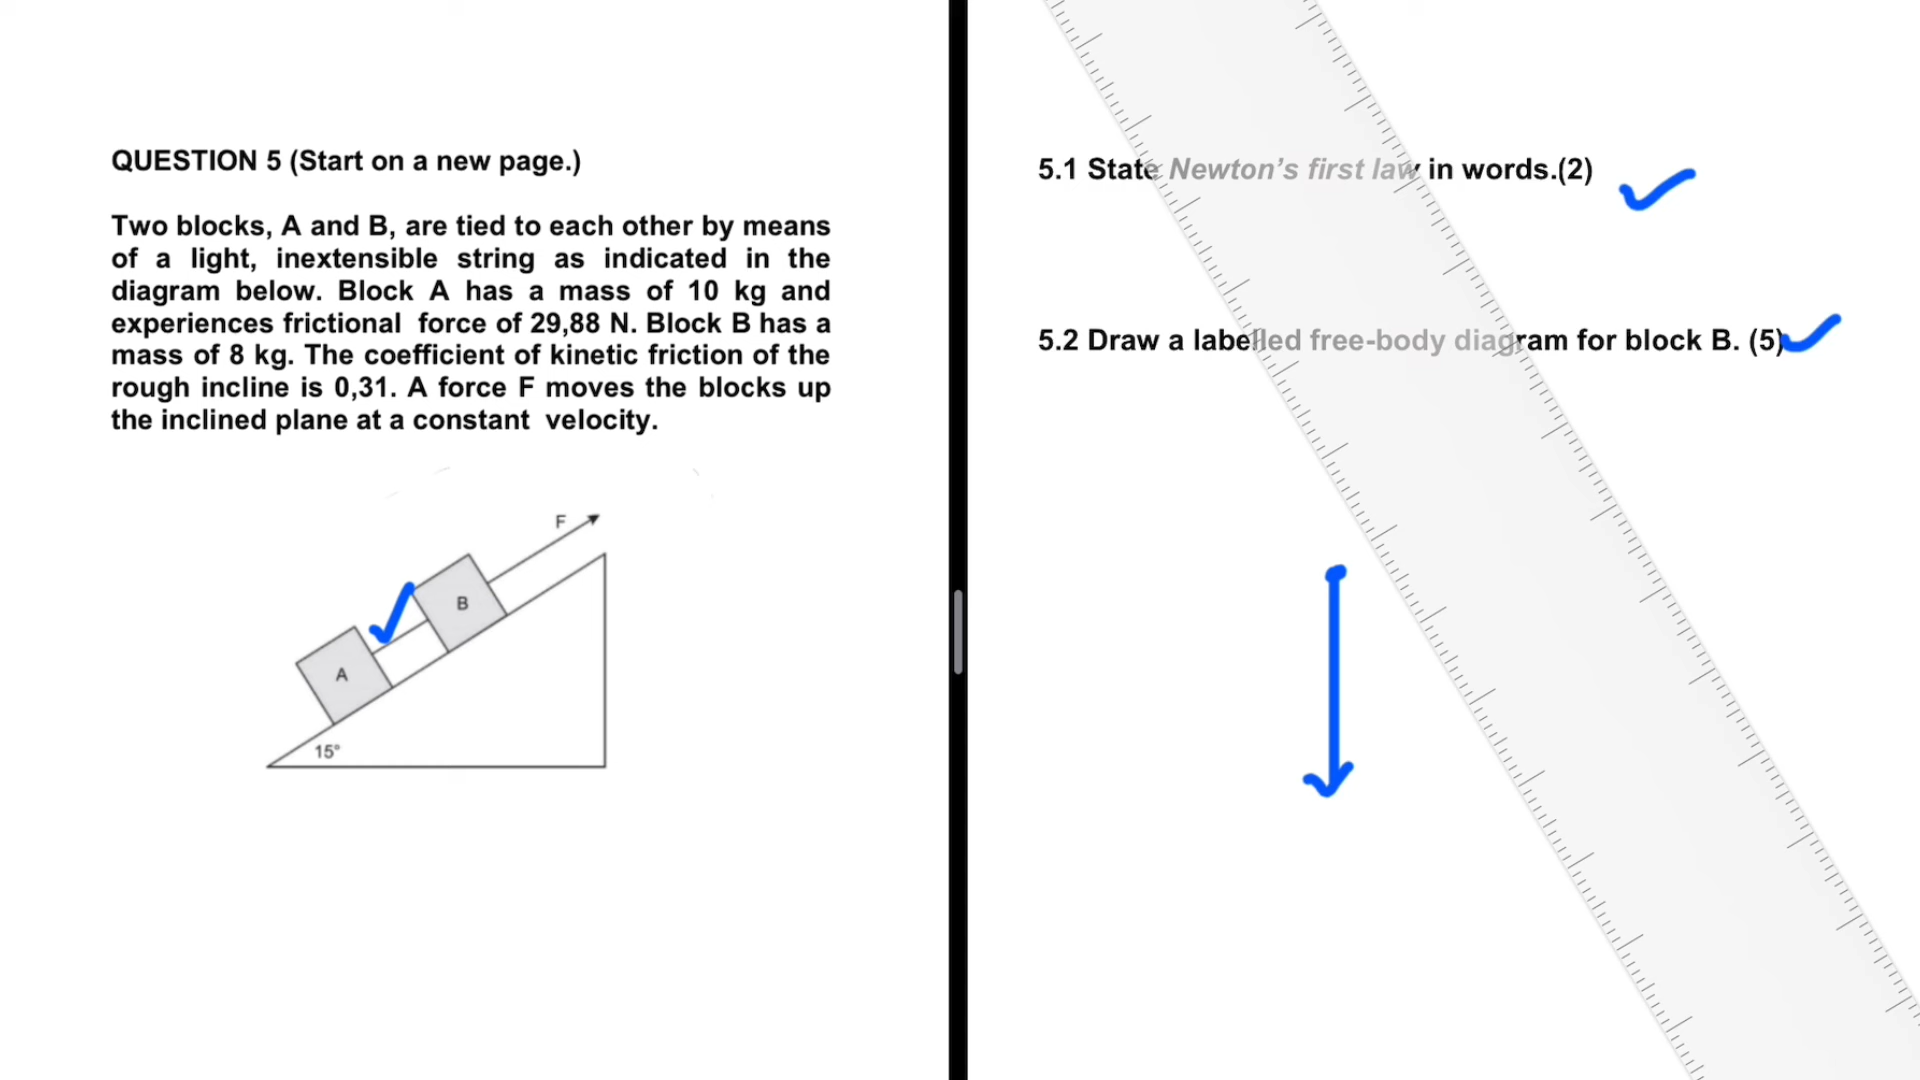 QUESTION 5 (Start on a new page.)
Two blocks, A and B, are tied to each other by means
of a light, inextensible string as indicated in the
diagram below. Block A has a mass of 10 kg and
experiences frictional force of 29,88 N. Block B has a
mass of 8 kg. The coefficient of kinetic friction of the
rough incline is 0,31. A force F moves the blocks up
the inclined plane at a constant velocity.
F
B
A
15°
5.1 State Newton's first law in words.(2)
5.2 Draw a labelled free-body diagram for block B. (5)